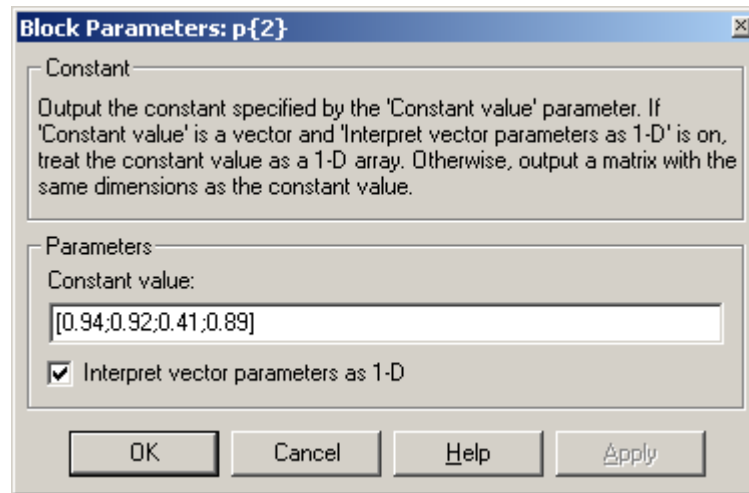 Block Parameters: p{2}
Constant
Output the constant specified by the 'Constant value' parameter. If
'Constant value' is a vector and 'Interpret vector parameters as 1-D' is on,
treat the constant value as a 1-D array. Otherwise, output a matrix with the
same dimensions as the constant value.
Parameters
Constant value:
[0.94;0.92;0.41;0.89]
Interpret vector parameters as 1-D
OK Cancel Help Apply